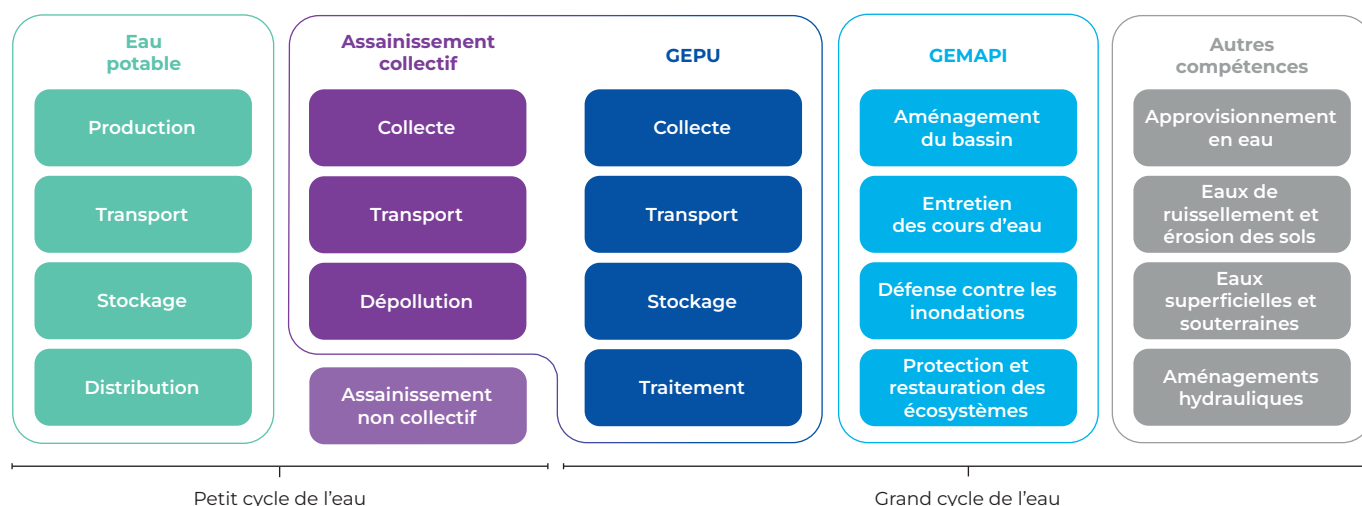 Eau
potable
Production
Transport
Stockage
Distribution
Assainissement
collectif
Collecte
Transport
Dépollution
Assainissement
non collectif
GEPU
Collecte
Transport
Stockage
Traitement
GEMAPI
Aménagement
du bassin
Entretien
des cours d’eau
Défense contre les
inondations
Protection et
restauration des
écosystèmes
Autres
compétences
Approvisionnement
en eau
Eaux de
ruissellement et
érosion des sols
Eaux
superficielles et
souterraines
Aménagements
hydrauliques
Petit cycle de l’eau
Grand cycle de l’eau